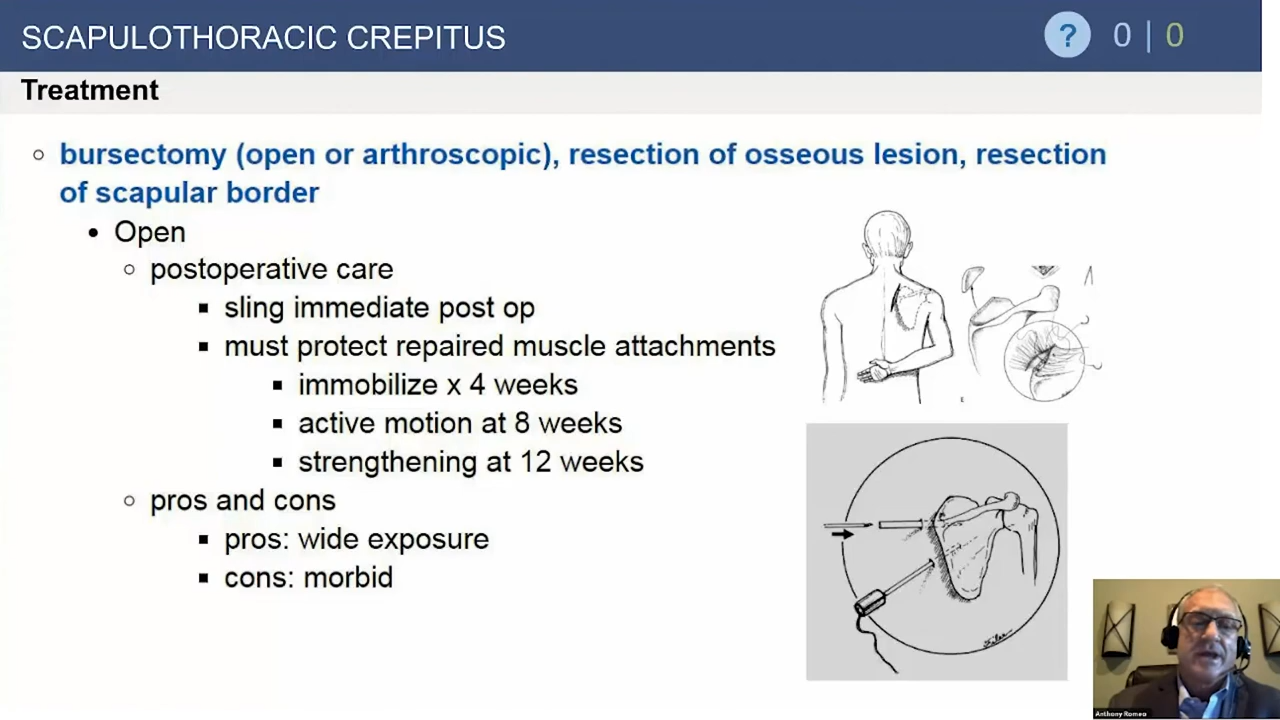 SCAPULOTHORACIC CREPITUS
? 0 | 0
Treatment
bursectomy (open or arthroscopic), resection of osseous lesion, resection
of scapular border
Open
postoperative care
sling immediate post op
must protect repaired muscle attachments
immobilize x 4 weeks
active motion at 8 weeks
strengthening at 12 weeks
pros and cons
pros: wide exposure
cons: morbid
Anthony Romeo